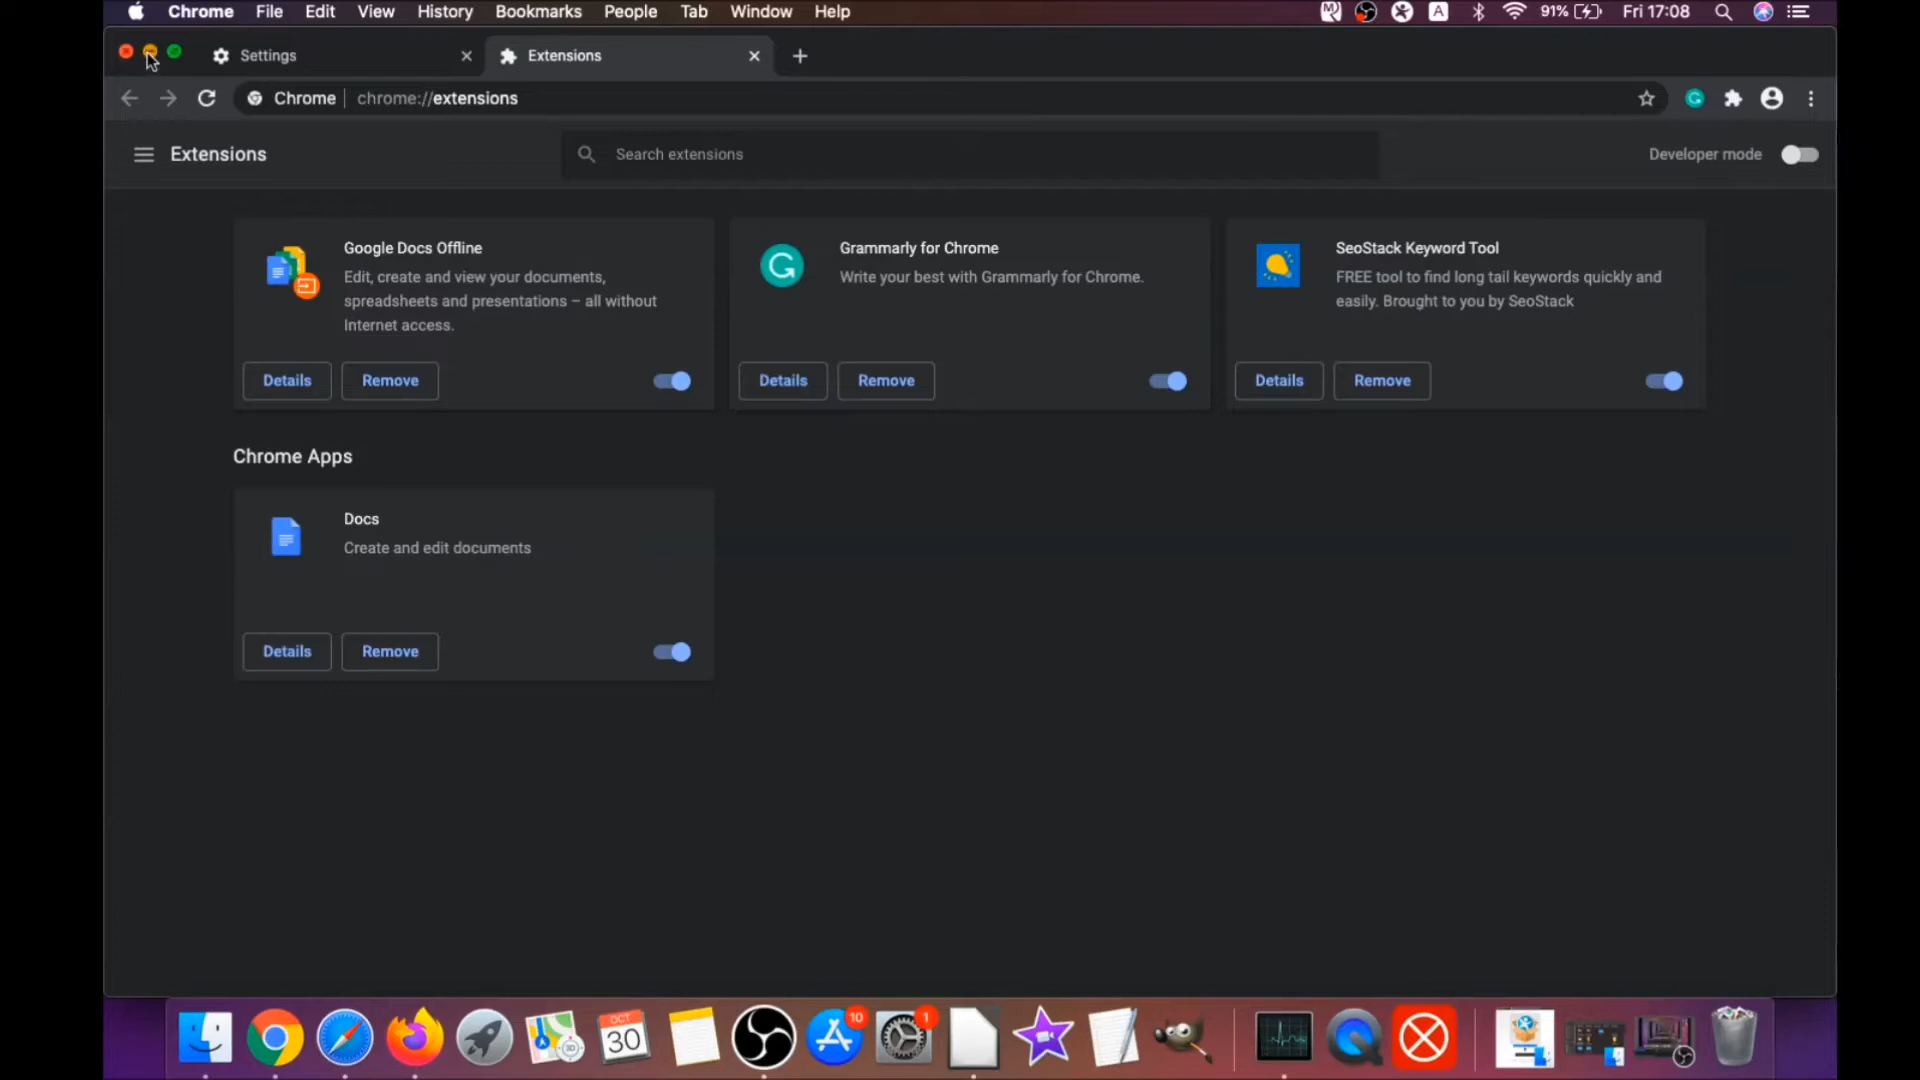 Chrome File Edit View History Bookmarks People Tab Window Help A 91% Fri 17:08
Settings Extensions
Chrome chrome://extensions
Extensions Search extensions Developer mode
Google Docs Offline
Edit, create and view your documents,
spreadsheets and presentations – all without
Internet access.
Details Remove
Grammarly for Chrome
Write your best with Grammarly for Chrome.
Details Remove
SeoStack Keyword Tool
FREE tool to find long tail keywords quickly and
easily. Brought to you by SeoStack
Details Remove
Chrome Apps
Docs
Create and edit documents
Details Remove
OCT
30
10
1